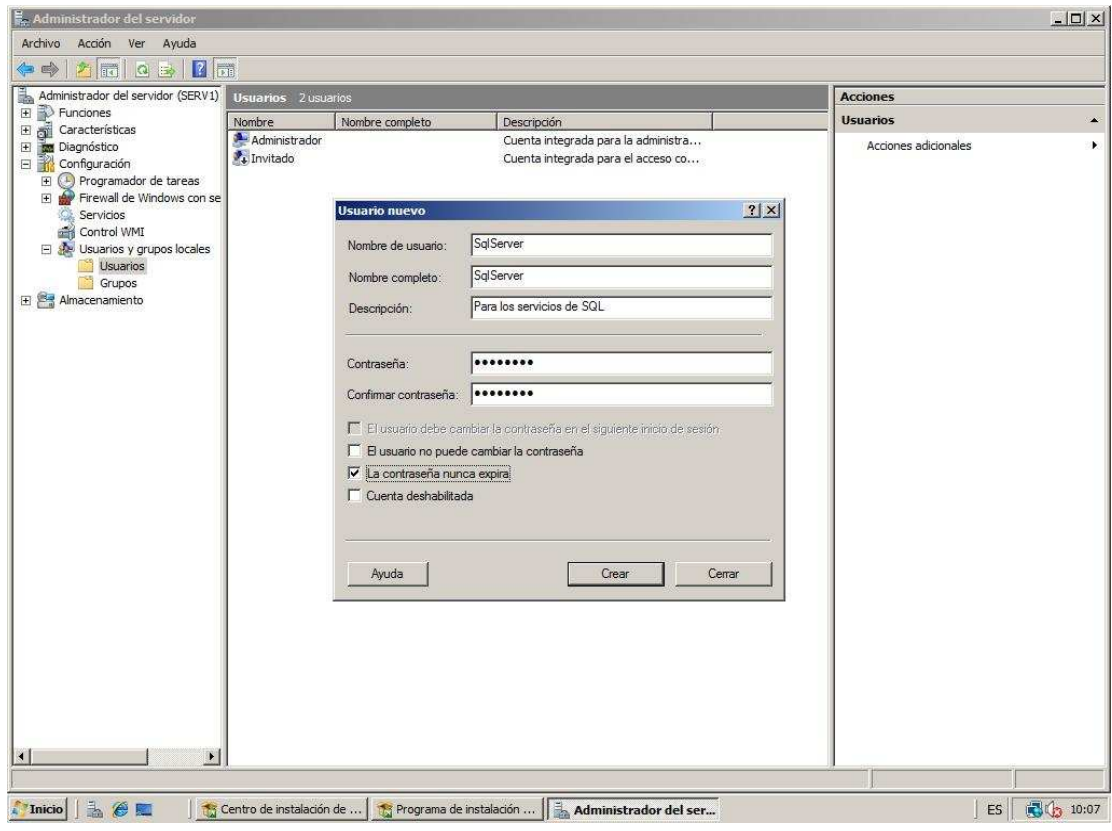 Administrador del servidor
Archivo Acción Ver Ayuda
Administrador del servidor (SERV1)
Funciones
Características
Diagnóstico
Configuración
Programador de tareas
Firewall de Windows con se
Servicios
Control WMI
Usuarios y grupos locales
Usuarios
Grupos
Almacenamiento
Usuarios 2 usuarios
Nombre Nombre completo Descripción
Administrador Cuenta integrada para la administra...
Invitado Cuenta integrada para el acceso co...
Acciones
Usuarios
Acciones adicionales
Usuario nuevo
Nombre de usuario: SqlServer
Nombre completo: SqlServer
Descripción: Para los servicios de SQL
Contraseña: ●●●●●●●●
Confirmar contraseña: ●●●●●●●●
El usuario debe cambiar la contraseña en el siguiente inicio de sesión
El usuario no puede cambiar la contraseña
La contraseña nunca expira
Cuenta deshabilitada
Ayuda Crear Cerrar
Inicio Centro de instalación de ... Programa de instalación ... Administrador del ser... ES 10:07